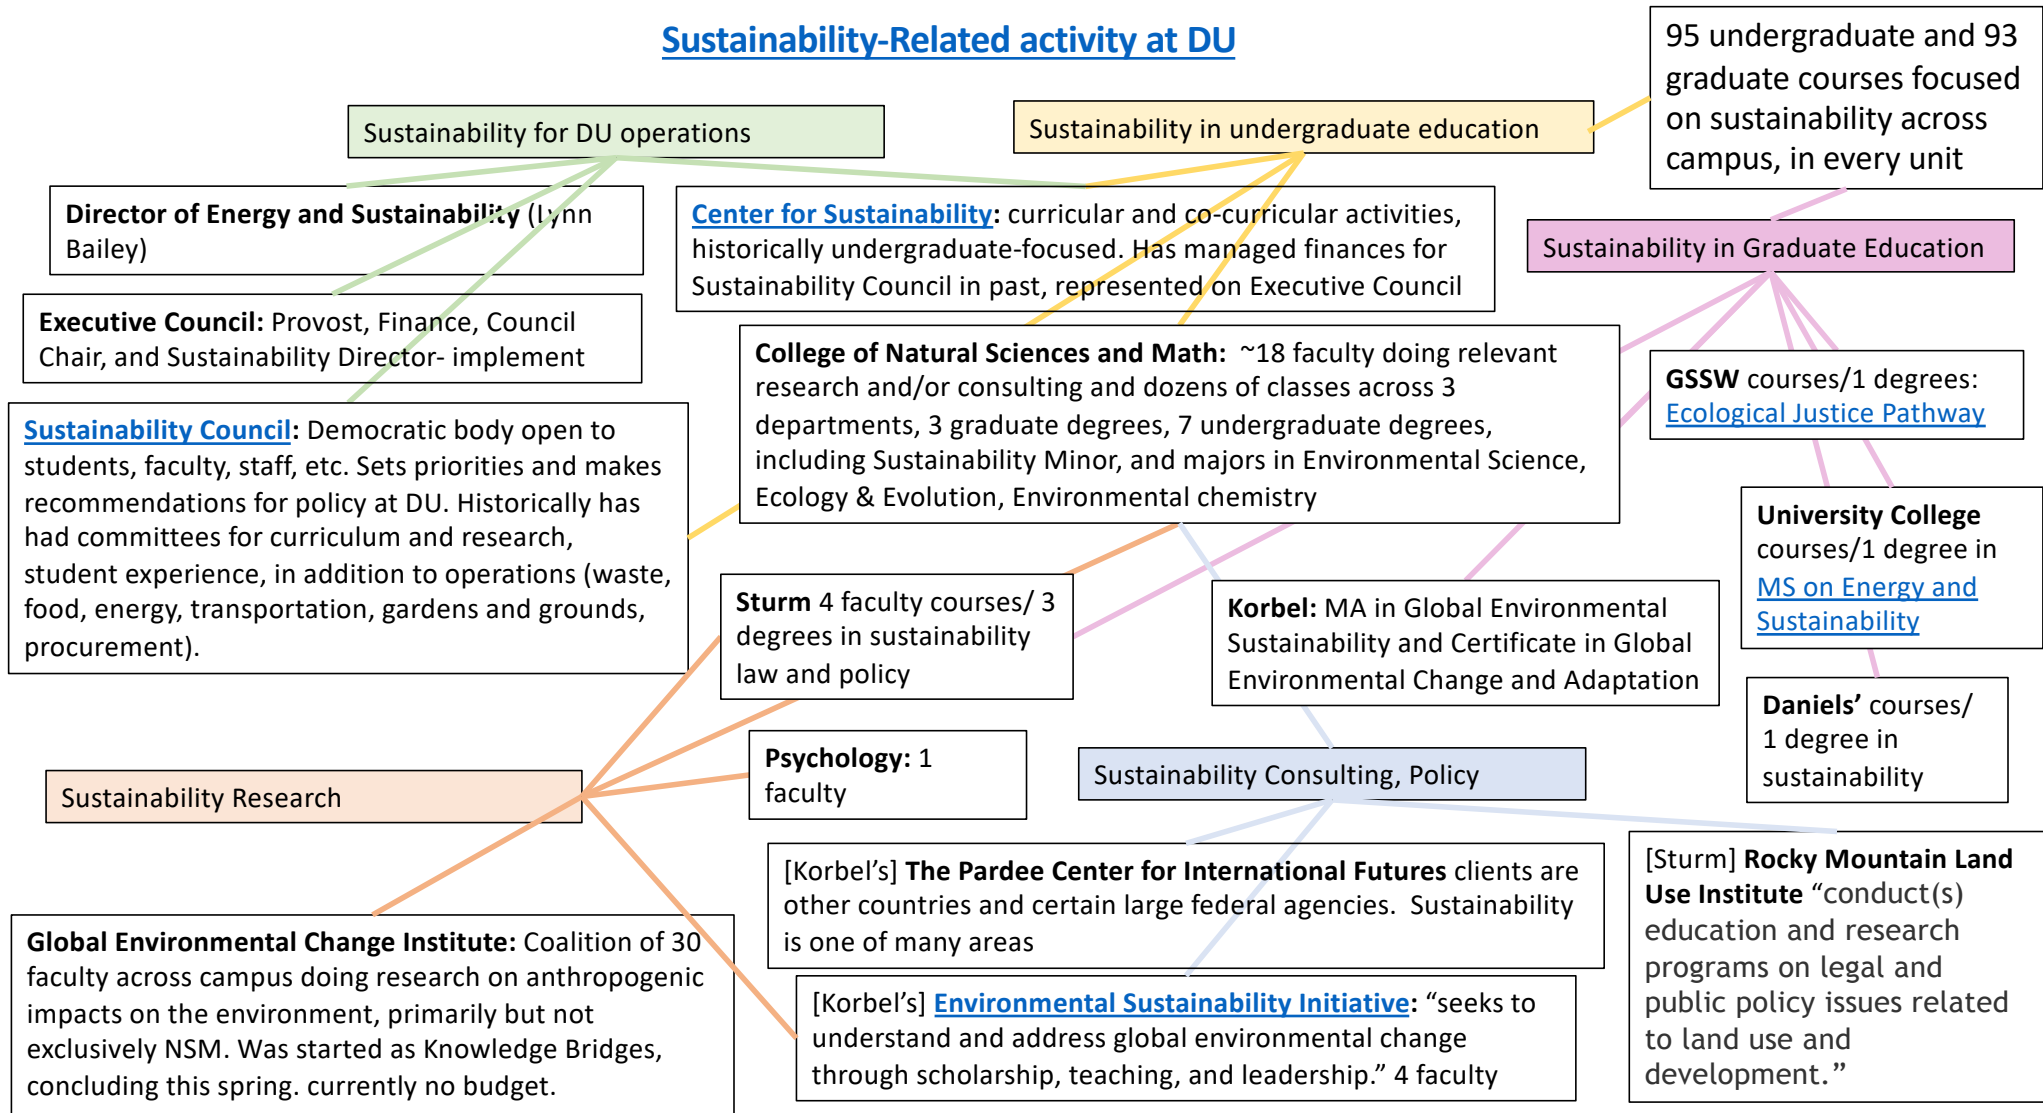 Sustainability-Related activity at DU
95 undergraduate and 93
graduate courses focused
on sustainability across
campus, in every unit
Sustainability for DU operations
Sustainability in undergraduate education
Director of Energy and Sustainability (Lynn
Bailey)
Center for Sustainability: curricular and co-curricular activities,
historically undergraduate-focused. Has managed finances for
Sustainability Council in past, represented on Executive Council
Sustainability in Graduate Education
Executive Council: Provost, Finance, Council
Chair, and Sustainability Director- implement
College of Natural Sciences and Math: ~18 faculty doing relevant
research and/or consulting and dozens of classes across 3
departments, 3 graduate degrees, 7 undergraduate degrees,
including Sustainability Minor, and majors in Environmental Science,
Ecology & Evolution, Environmental chemistry
GSSW courses/1 degrees:
Ecological Justice Pathway
Sustainability Council: Democratic body open to
students, faculty, staff, etc. Sets priorities and makes
recommendations for policy at DU. Historically has
had committees for curriculum and research,
student experience, in addition to operations (waste,
food, energy, transportation, gardens and grounds,
procurement).
University College
courses/1 degree in
MS on Energy and
Sustainability
Sturm 4 faculty courses/ 3
degrees in sustainability
law and policy
Korbel: MA in Global Environmental
Sustainability and Certificate in Global
Environmental Change and Adaptation
Daniels’ courses/
1 degree in
sustainability
Psychology: 1
faculty
Sustainability Research
Sustainability Consulting, Policy
[Korbel’s] The Pardee Center for International Futures clients are
other countries and certain large federal agencies. Sustainability
is one of many areas
[Sturm] Rocky Mountain Land
Use Institute “conduct(s)
education and research
programs on legal and
public policy issues related
to land use and
development.”
Global Environmental Change Institute: Coalition of 30
faculty across campus doing research on anthropogenic
impacts on the environment, primarily but not
exclusively NSM. Was started as Knowledge Bridges,
concluding this spring. currently no budget.
[Korbel’s] Environmental Sustainability Initiative: “seeks to
understand and address global environmental change
through scholarship, teaching, and leadership.” 4 faculty